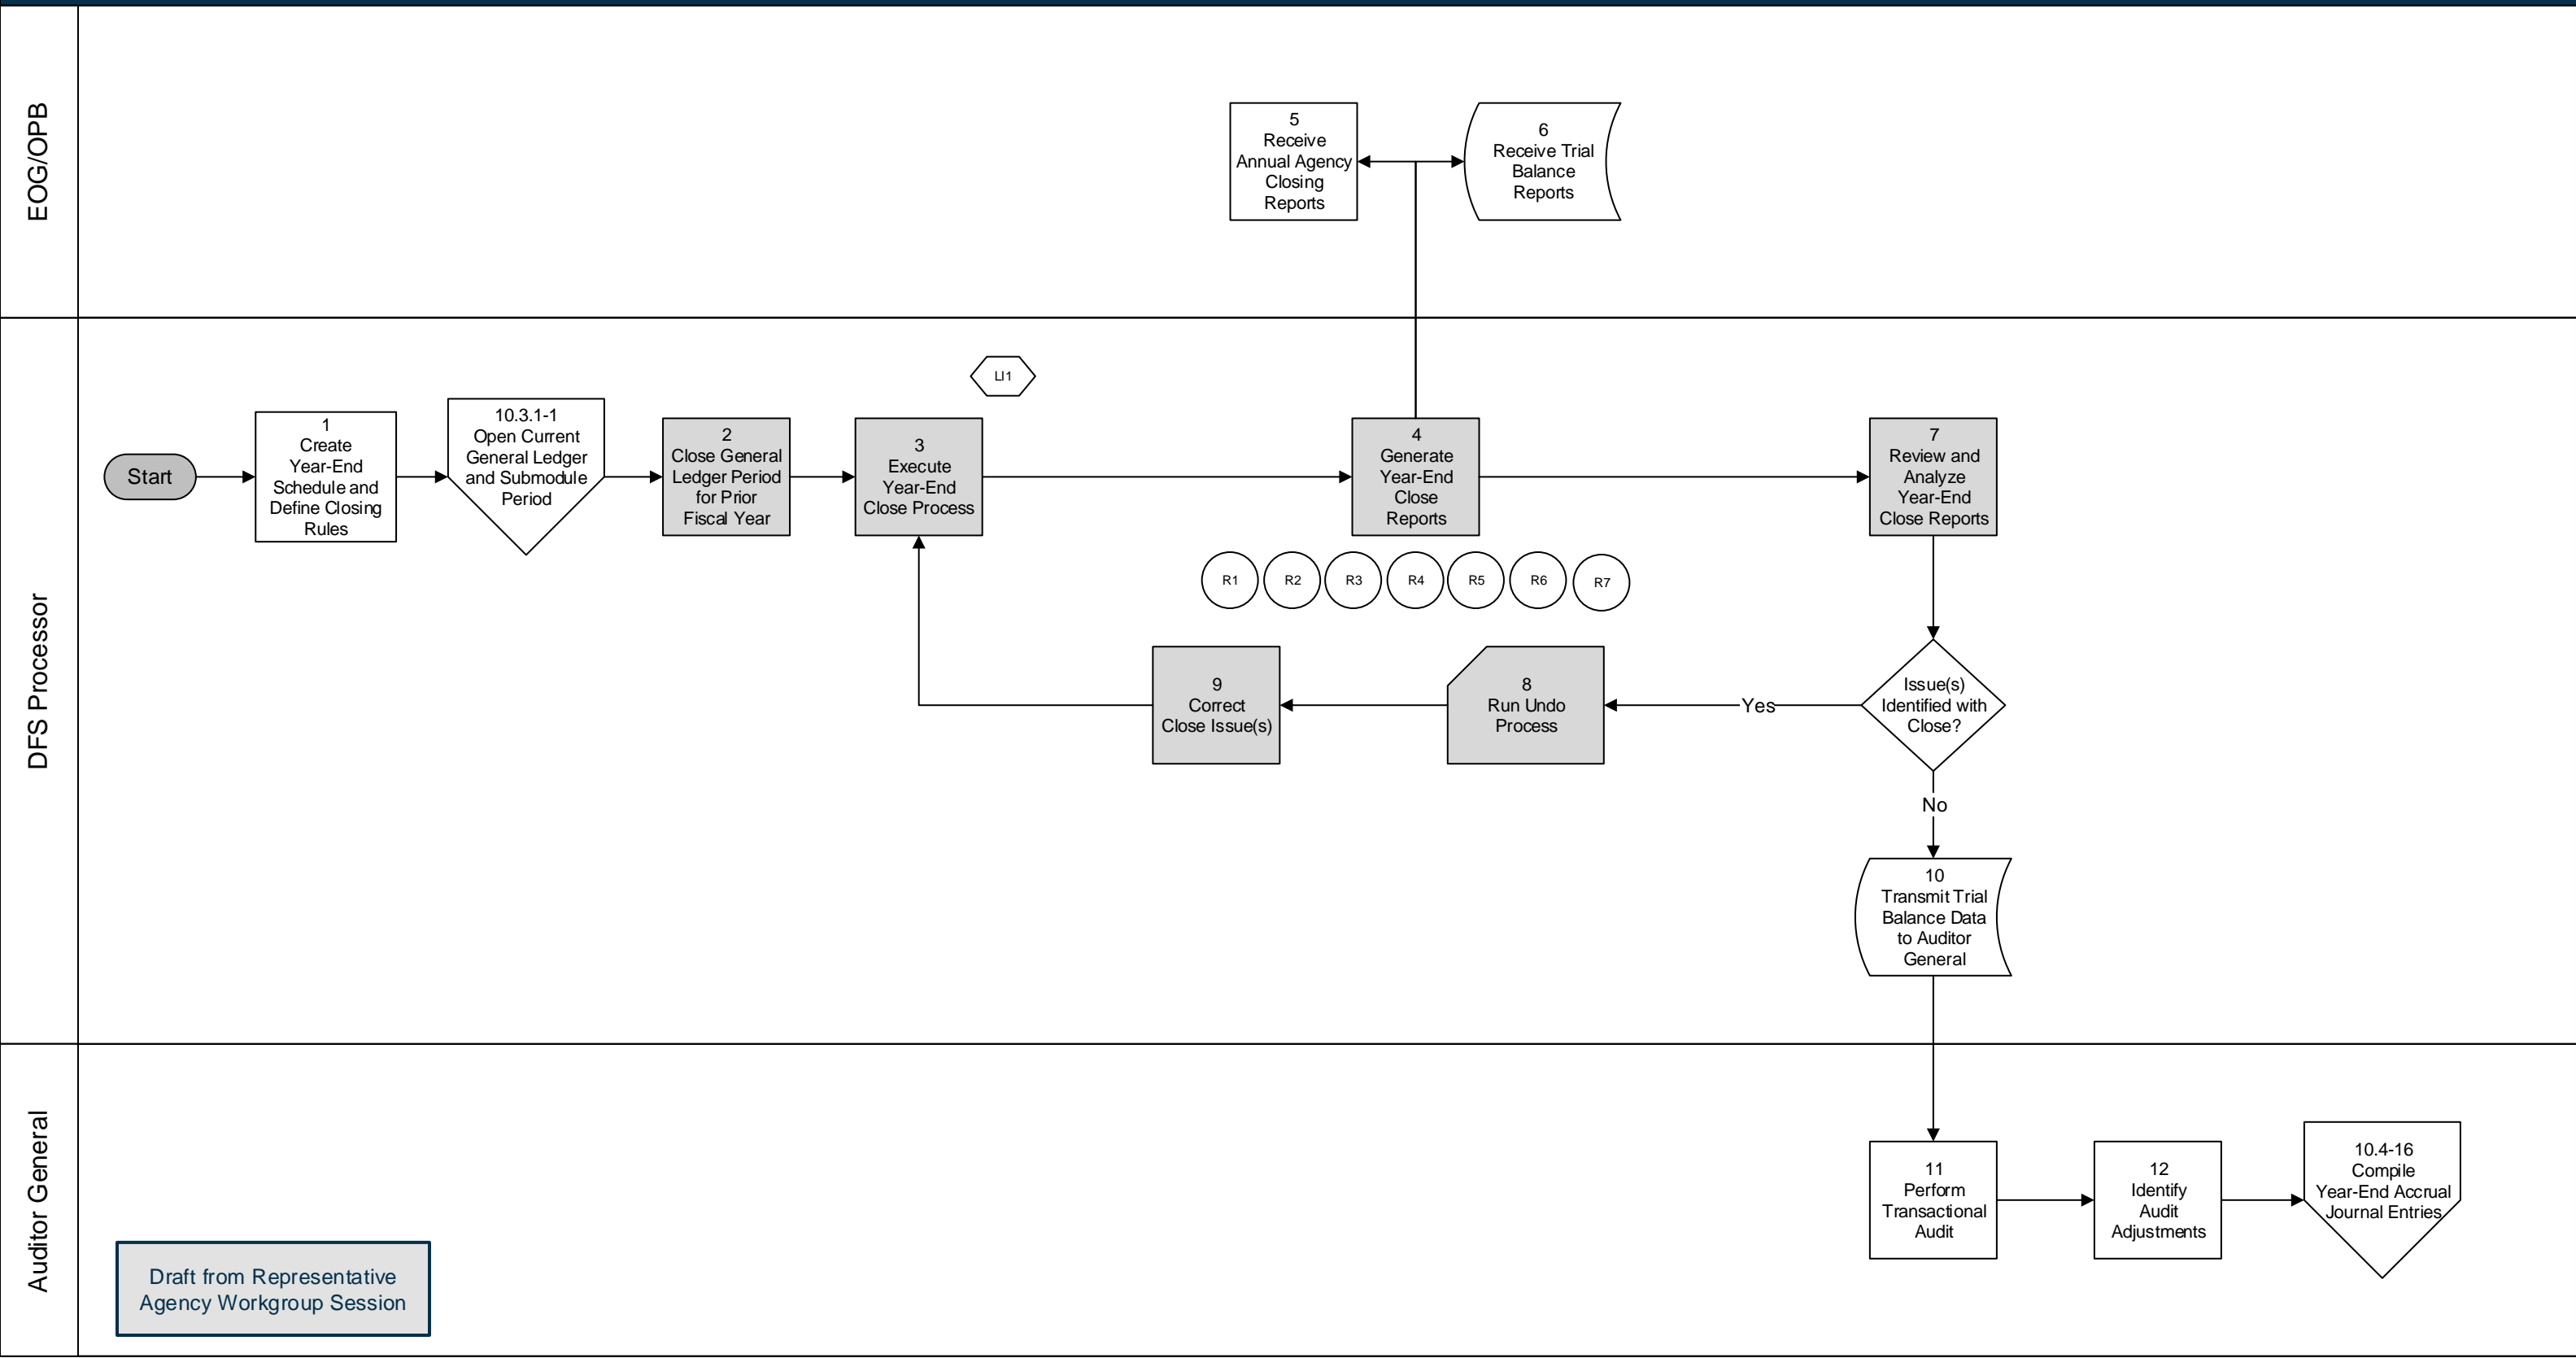 EOG/OPB
5
Receive
Annual Agency
Closing
Reports
6
Receive Trial
Balance
Reports
DFS Processor
LI1
Start
1
Create
Year-End
Schedule and
Define Closing
Rules
10.3.1-1
Open Current
General Ledger
and Submodule
Period
2
Close General
Ledger Period
for Prior
Fiscal Year
3
Execute
Year-End
Close Process
4
Generate
Year-End
Close
Reports
7
Review and
Analyze
Year-End
Close Reports
R1
R2
R3
R4
R5
R6
R7
9
Correct
Close Issue(s)
8
Run Undo
Process
Yes
Issue(s)
Identified with
Close?
No
10
Transmit Trial
Balance Data
to Auditor
General
Auditor General
11
Perform
Transactional
Audit
12
Identify
Audit
Adjustments
10.4-16
Compile
Year-End Accrual
Journal Entries
Draft from Representative
Agency Workgroup Session